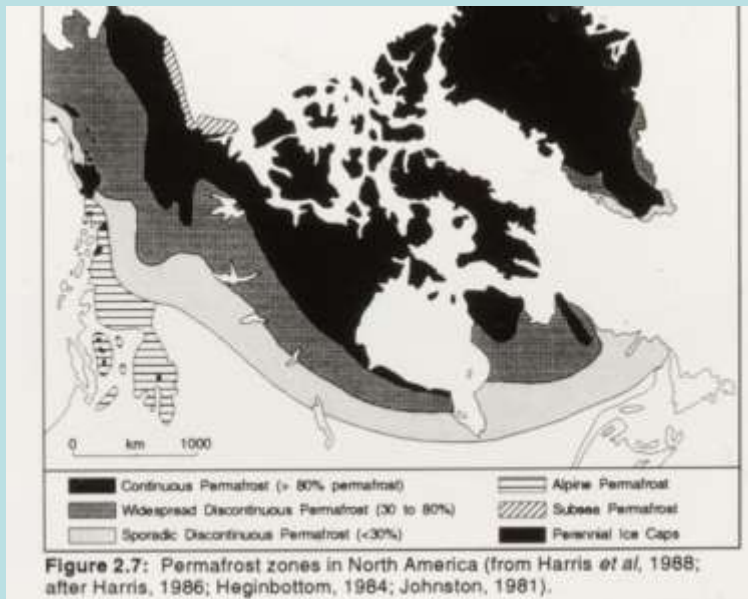 0 km 1000
Continuous Permafrost (> 80% permafrost)
Widespread Discontinuous Permafrost (30 to 80%)
Sporadic Discontinuous Permafrost (<30%)
Alpine Permafrost
Subsea Permafrost
Perennial Ice Caps
Figure 2.7: Permafrost zones in North America (from Harris et al, 1988;
after Harris, 1986; Heginbottom, 1984; Johnston, 1981).